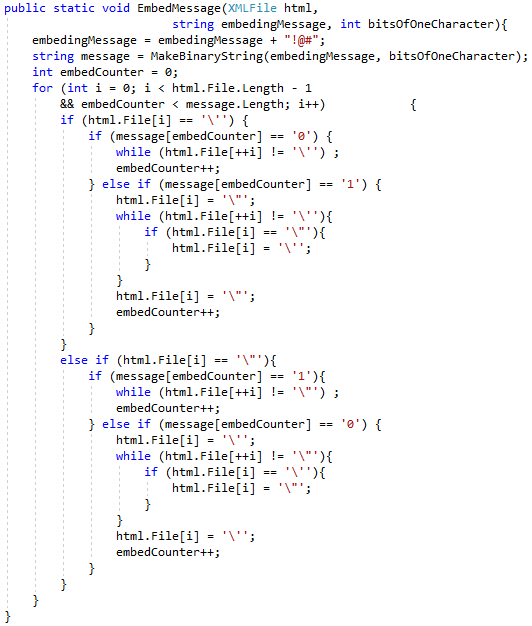 public static void EmbedMessage(XMLFile html,
                        string embedingMessage, int bitsOfOneCharacter){
    embedingMessage = embedingMessage + "!@#";
    string message = MakeBinaryString(embedingMessage, bitsOfOneCharacter);
    int embedCounter = 0;
    for (int i = 0; i < html.File.Length - 1
        && embedCounter < message.Length; i++)            {
        if (html.File[i] == '\'') {
            if (message[embedCounter] == '0') {
                while (html.File[++i] != '\'') ;
                embedCounter++;
            } else if (message[embedCounter] == '1') {
                html.File[i] = '\"';
                while (html.File[++i] != '\''){
                    if (html.File[i] == '\"'){
                        html.File[i] = '\'';
                    }
                }
                html.File[i] = '\"';
                embedCounter++;
            }
        }
        else if (html.File[i] == '\"'){
            if (message[embedCounter] == '1'){
                while (html.File[++i] != '\"') ;
                embedCounter++;
            } else if (message[embedCounter] == '0') {
                html.File[i] = '\'';
                while (html.File[++i] != '\"'){
                    if (html.File[i] == '\''){
                        html.File[i] = '\"';
                    }
                }
                html.File[i] = '\'';
                embedCounter++;
            }
        }
    }
}